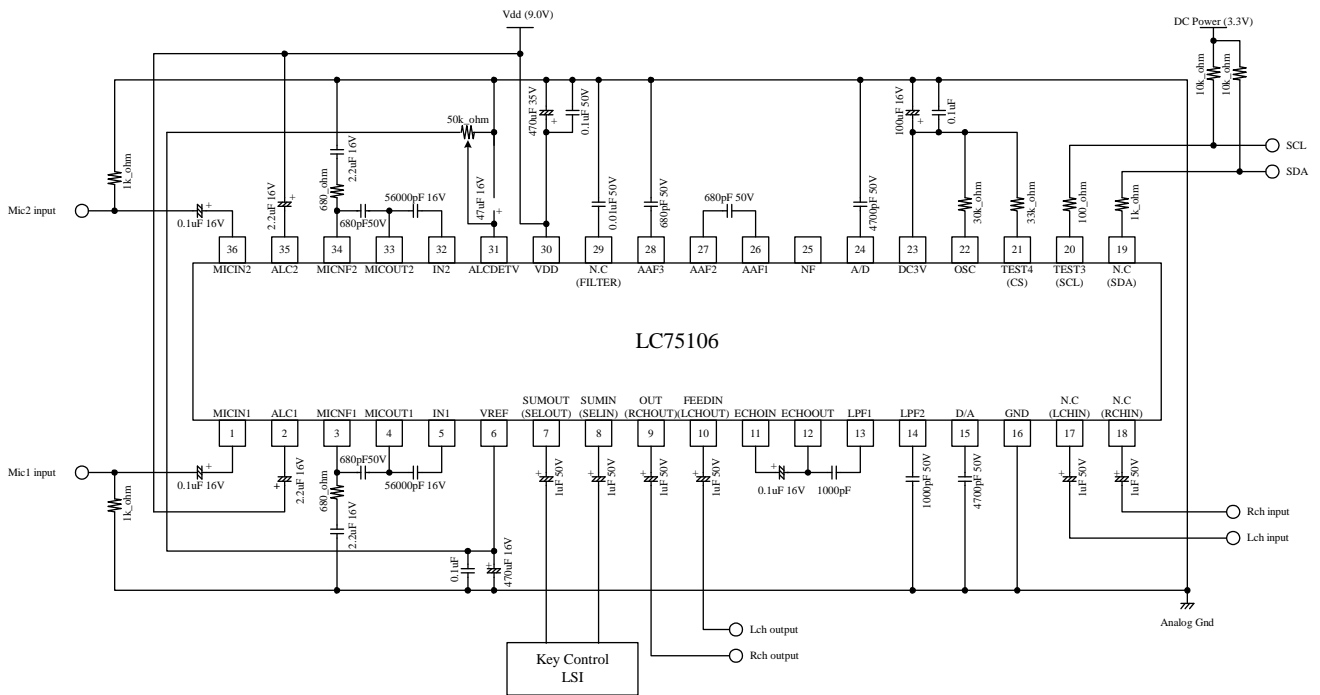 Vdd (9.0V)
DC Power (3.3V)
10k_ohm
10k_ohm
SCL
SDA
1k_ohm
Mic2 input
0.1uF 16V
2.2uF 16V
2.2uF 16V
680_ohm
680pF50V
56000pF 16V
50k_ohm
47uF 16V
470uF 35V
0.1uF 50V
0.01uF 50V
680pF 50V
680pF 50V
4700pF 50V
100uF 16V
0.1uF
30k_ohm
33k_ohm
100_ohm
1k_ohm
36 35 34 33 32 31 30 29 28 27 26 25 24 23 22 21 20 19
MICIN2 ALC2 MICNF2 MICOUT2 IN2 ALCDETV VDD N.C AAF3 AAF2 AAF1 NF A/D DC3V OSC TEST4 TEST3 N.C
(FILTER) (CS) (SCL) (SDA)
LC75106
SUMOUT SUMIN OUT FEEDIN N.C N.C
MICIN1 ALC1 MICNF1 MICOUT1 IN1 VREF (SELOUT) (SELIN) (RCHOUT) (LCHOUT) ECHOIN ECHOOUT LPF1 LPF2 D/A GND (LCHIN) (RCHIN)
1 2 3 4 5 6 7 8 9 10 11 12 13 14 15 16 17 18
Mic1 input
0.1uF 16V
1k_ohm
2.2uF 16V
680_ohm
680pF50V
56000pF 16V
2.2uF 16V
0.1uF
470uF 16V
1uF 50V
1uF 50V
1uF 50V
1uF 50V
0.1uF 16V
1000pF
1000pF 50V
4700pF 50V
1uF 50V
1uF 50V
Rch input
Lch input
Analog Gnd
Lch output
Rch output
Key Control
LSI